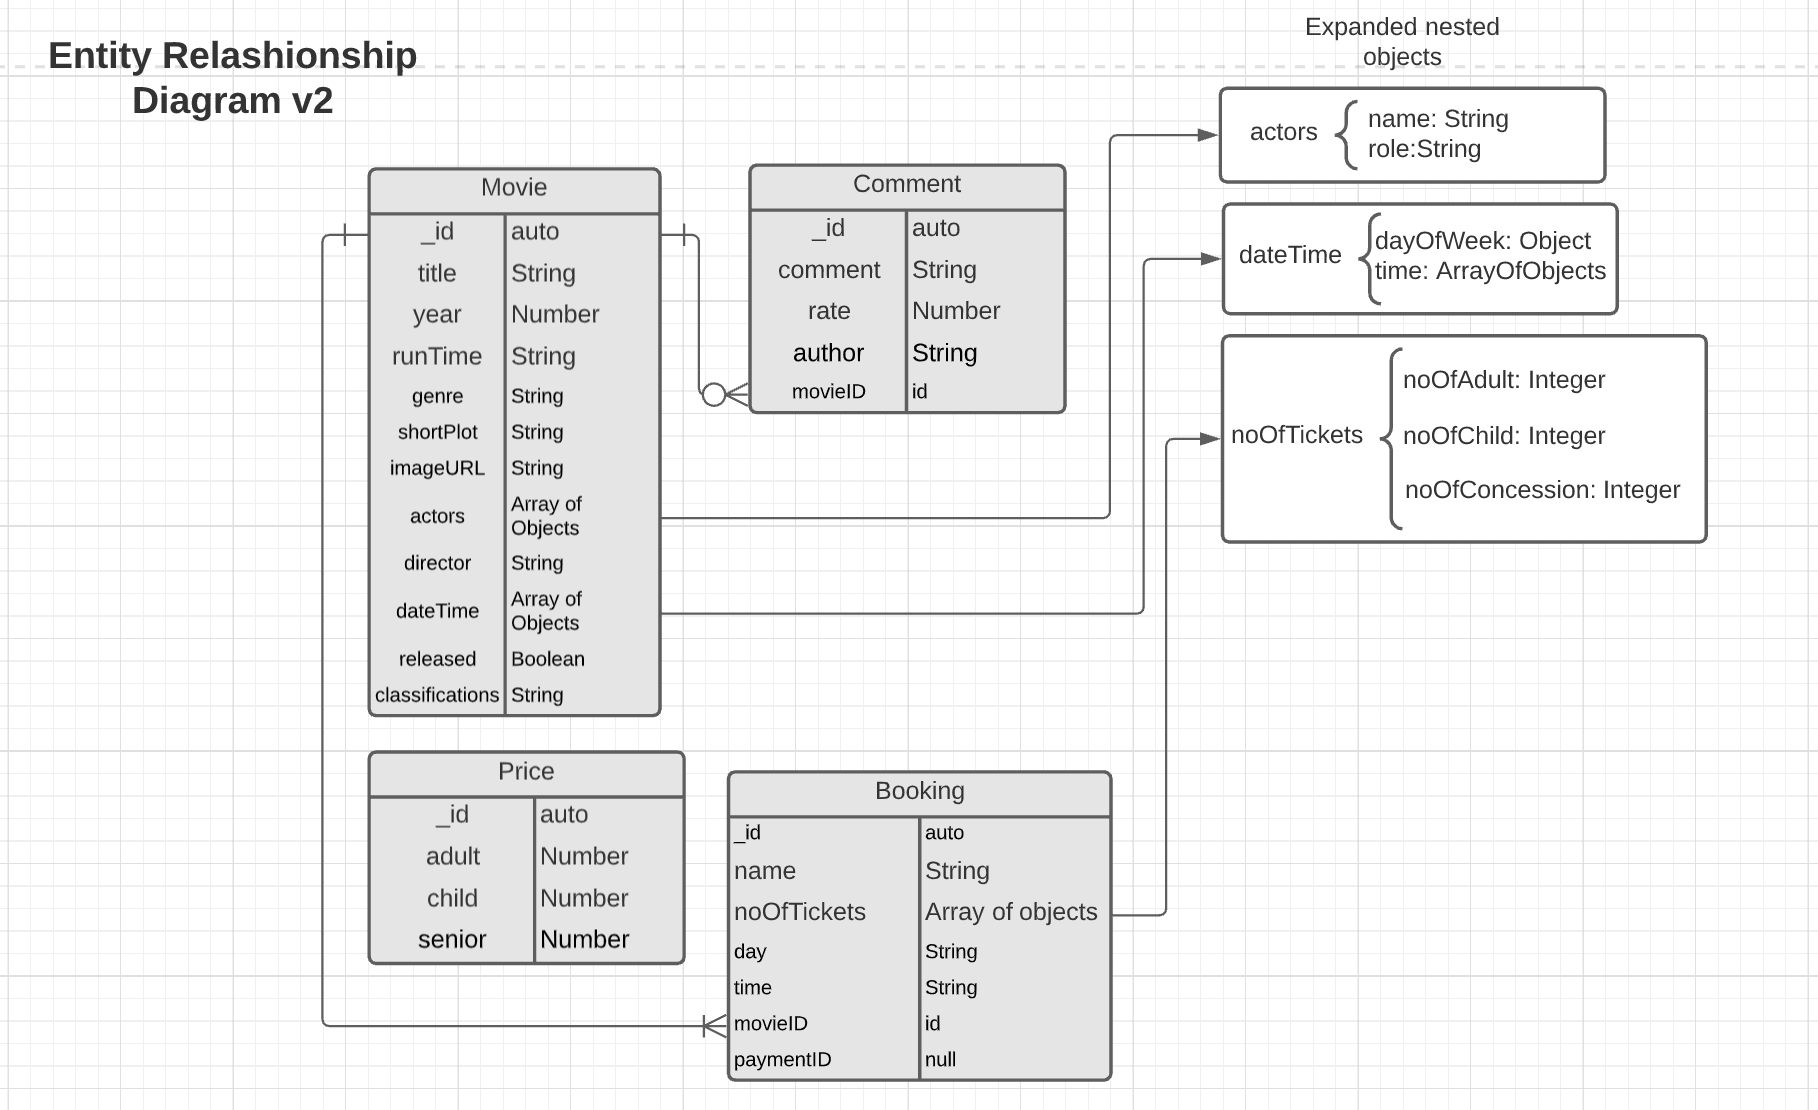 Entity Relashionship
Diagram v2
Expanded nested
objects
Movie
_id auto
title String
year Number
runTime String
genre String
shortPlot String
imageURL String
actors Array of
Objects
director String
dateTime Array of
Objects
released Boolean
classifications String
Comment
_id auto
comment String
rate Number
author String
movieID id
actors
name: String
role:String
dateTime
dayOfWeek: Object
time: ArrayOfObjects
noOfTickets
noOfAdult: Integer
noOfChild: Integer
noOfConcession: Integer
Price
_id auto
adult Number
child Number
senior Number
Booking
_id auto
name String
noOfTickets Array of objects
day String
time String
movieID id
paymentID null